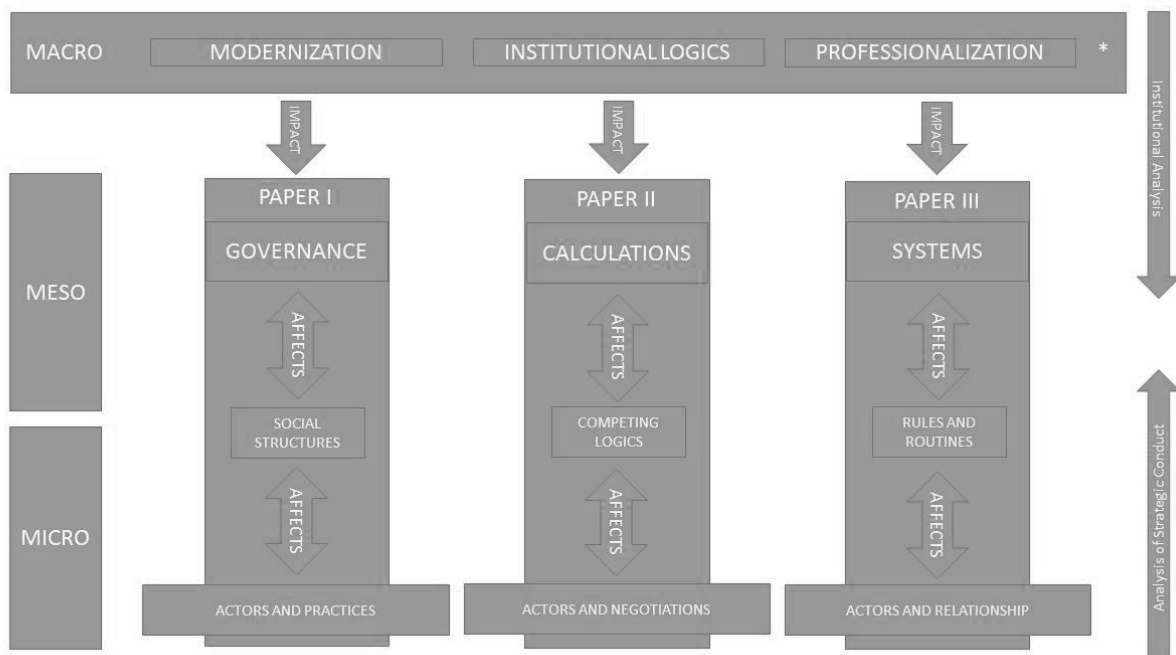 MACRO
MODERNIZATION
INSTITUTIONAL LOGICS
PROFESSIONALIZATION
*
IMPACT
IMPACT
IMPACT
Institutional Analysis
MESO
PAPER I
PAPER II
PAPER III
GOVERNANCE
CALCULATIONS
SYSTEMS
AFFECTS
AFFECTS
AFFECTS
SOCIAL
STRUCTURES
COMPETING
LOGICS
RULES AND
ROUTINES
MICRO
AFFECTS
AFFECTS
AFFECTS
Analysis of Strategic Conduct
ACTORS AND PRACTICES
ACTORS AND NEGOTIATIONS
ACTORS AND RELATIONSHIP